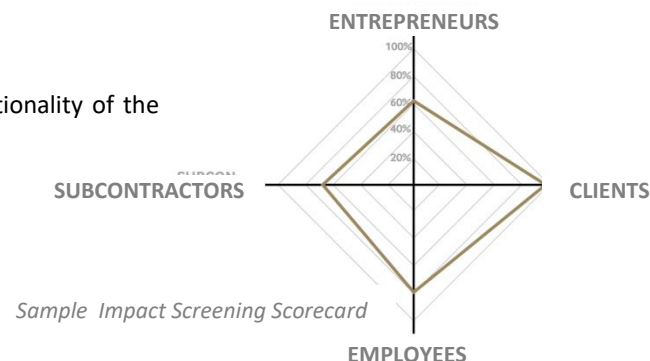 ENTREPRENEURS
100%
80%
tionality of the
60%
40%
20%
SUBCONTRACTORS
CLIENTS
Sample Impact Screening Scorecard
EMPLOYEES